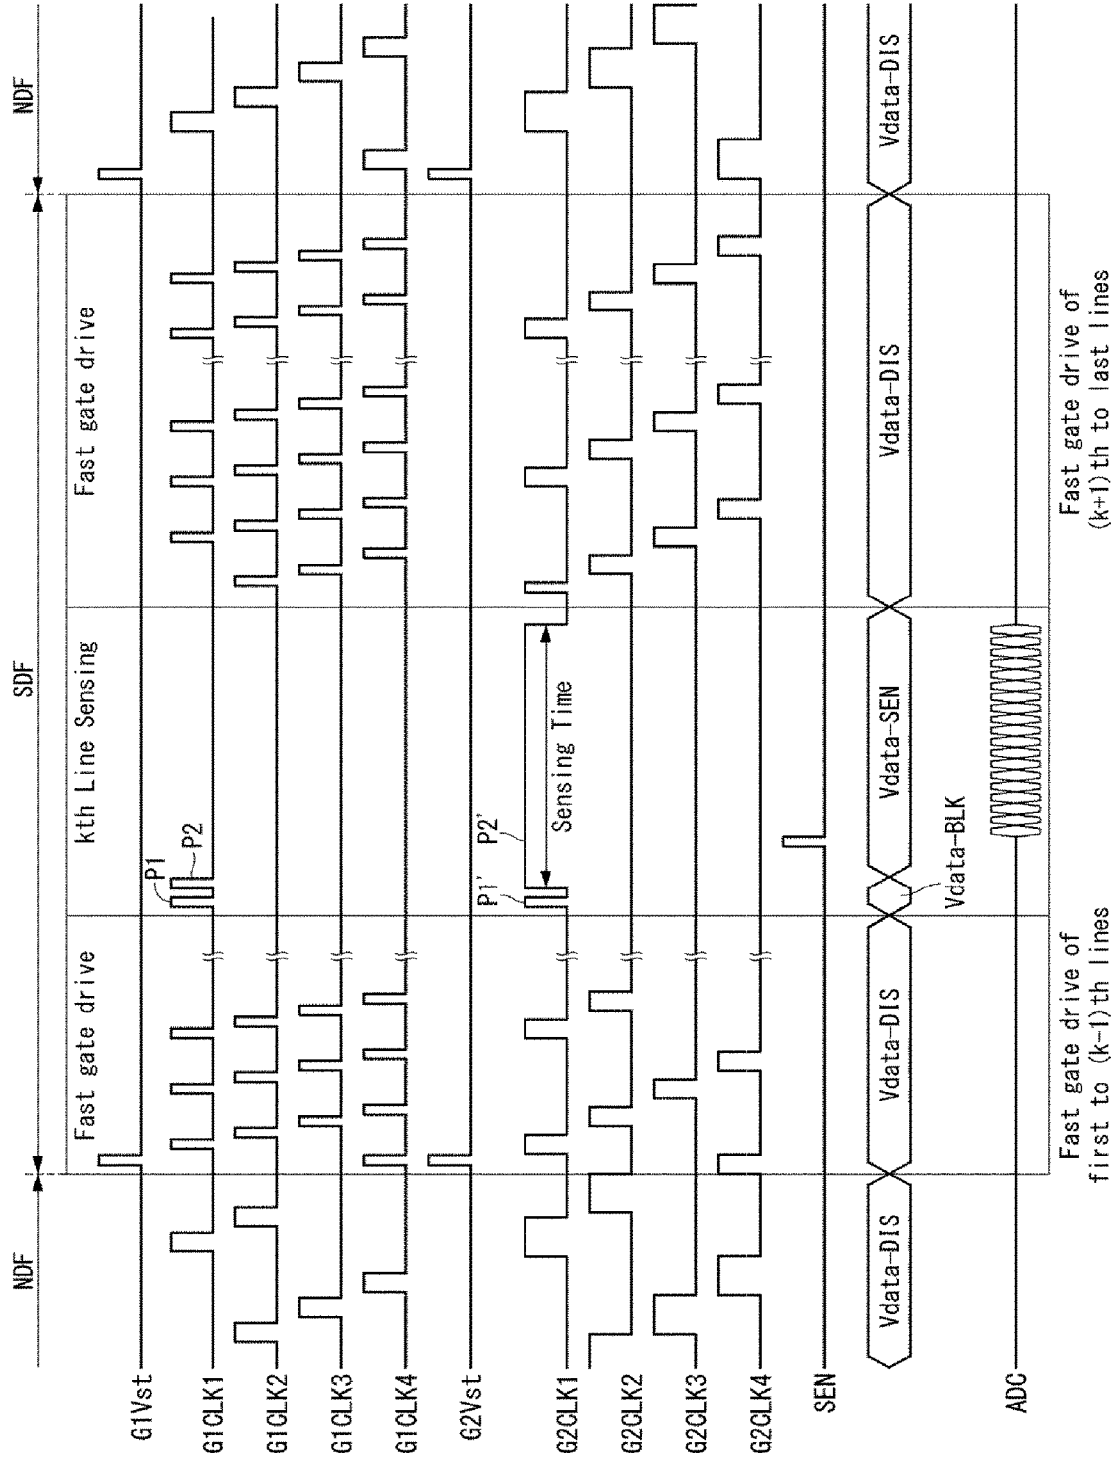 NDF
SDF
NDF
Fast gate drive
kth Line Sensing
Fast gate drive
G1Vst
P1
P2
G1CLK1
G1CLK2
G1CLK3
G1CLK4
G2Vst
P1'
P2'
G2CLK1
Sensing Time
G2CLK2
G2CLK3
G2CLK4
SEN
Vdata-DIS
Vdata-DIS
Vdata-SEN
Vdata-DIS
Vdata-DIS
Vdata-BLK
ADC
Fast gate drive of
first to (k-1)th lines
Fast gate drive of
(k+1)th to last lines